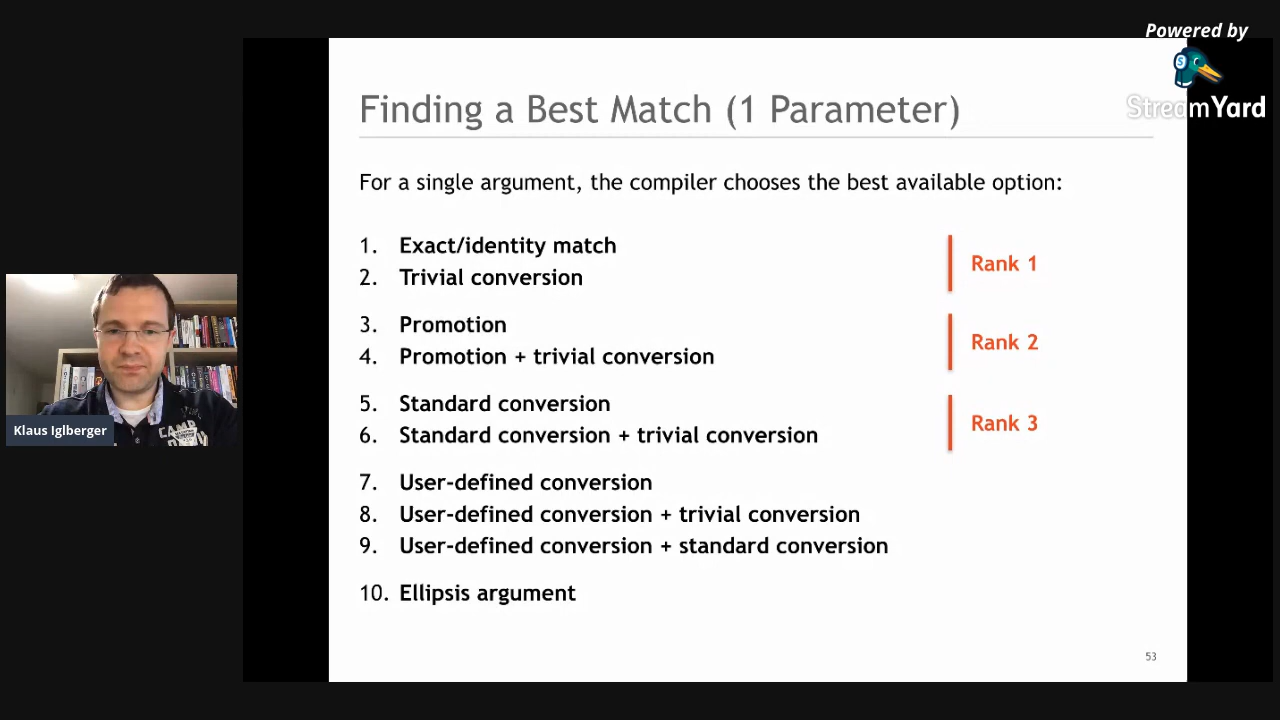 Powered by
StreamYard
Finding a Best Match (1 Parameter)
For a single argument, the compiler chooses the best available option:
1. Exact/identity match
2. Trivial conversion
Rank 1
3. Promotion
4. Promotion + trivial conversion
Rank 2
5. Standard conversion
6. Standard conversion + trivial conversion
Rank 3
7. User-defined conversion
8. User-defined conversion + trivial conversion
9. User-defined conversion + standard conversion
10. Ellipsis argument
53
Klaus Iglberger